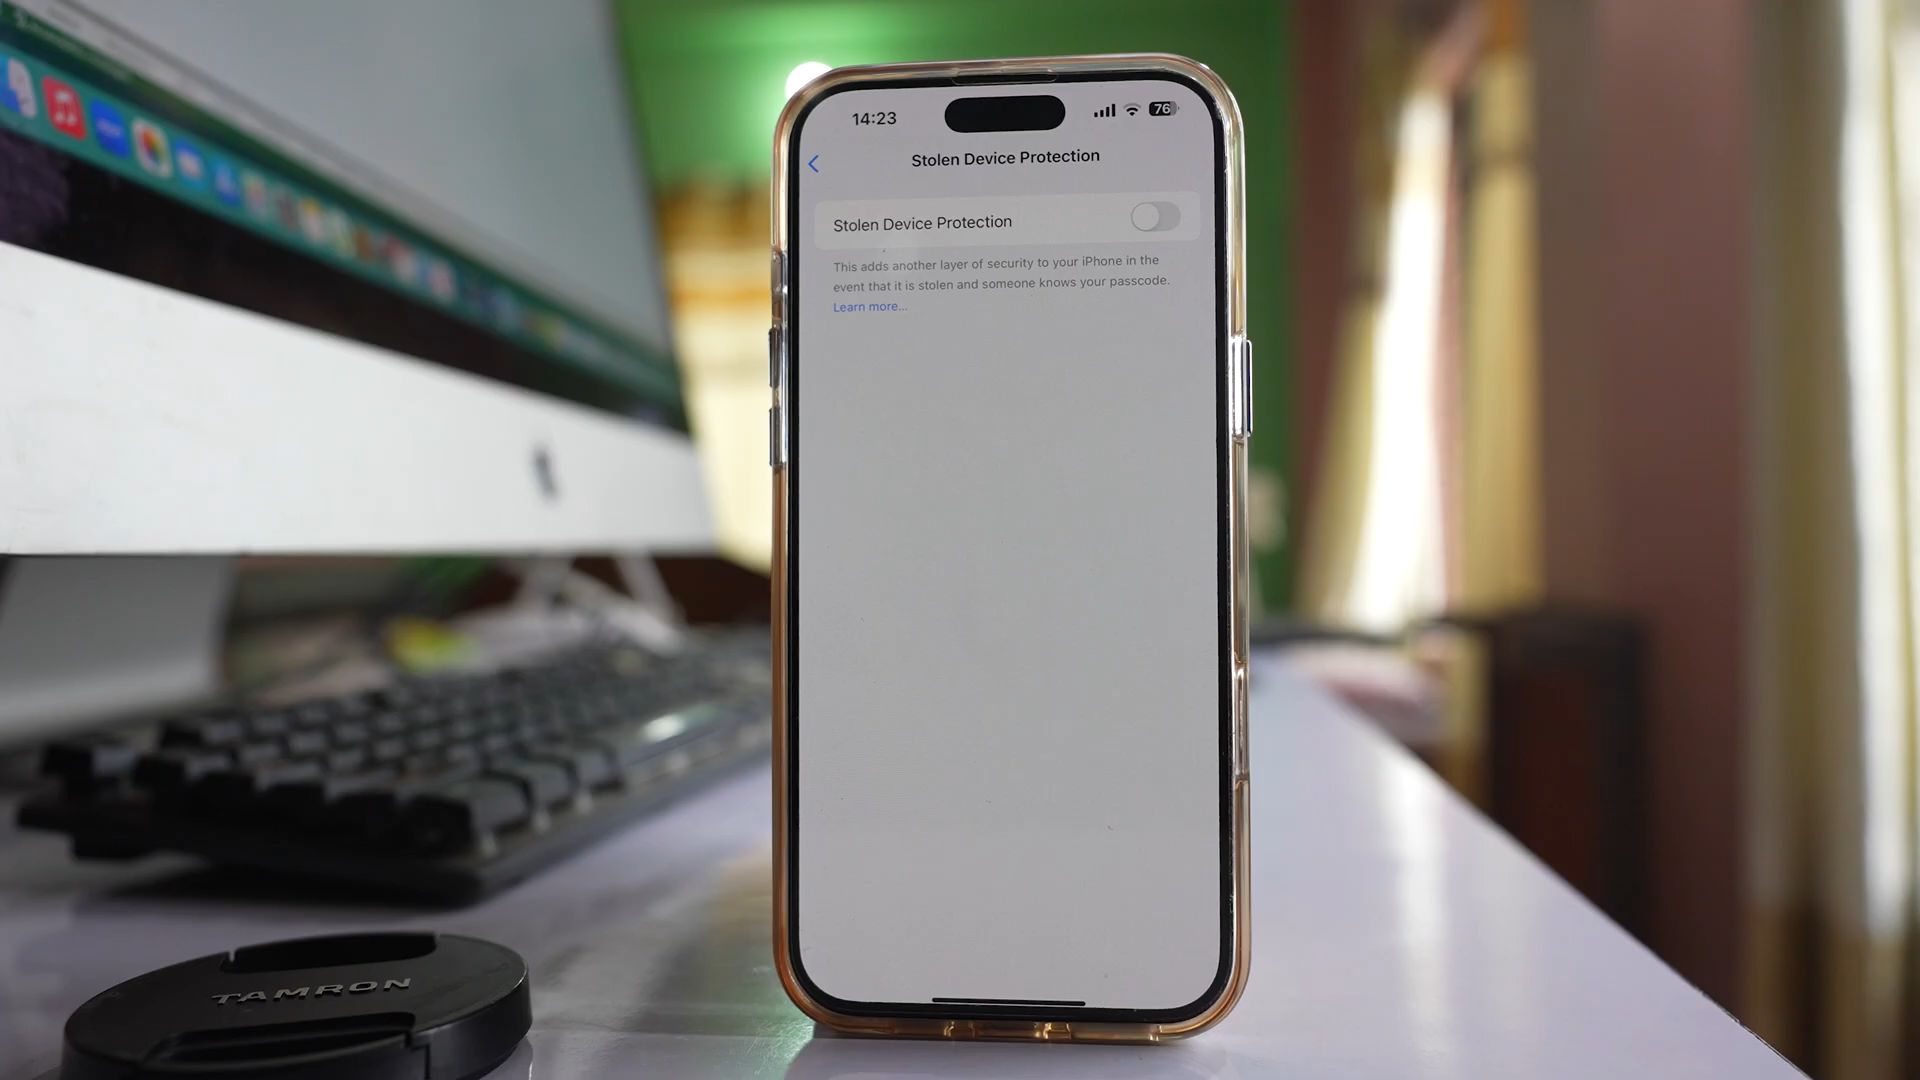 14:23
76
Stolen Device Protection
Stolen Device Protection
This adds another layer of security to your iPhone in the
event that it is stolen and someone knows your passcode.
Learn more...
TAMRON